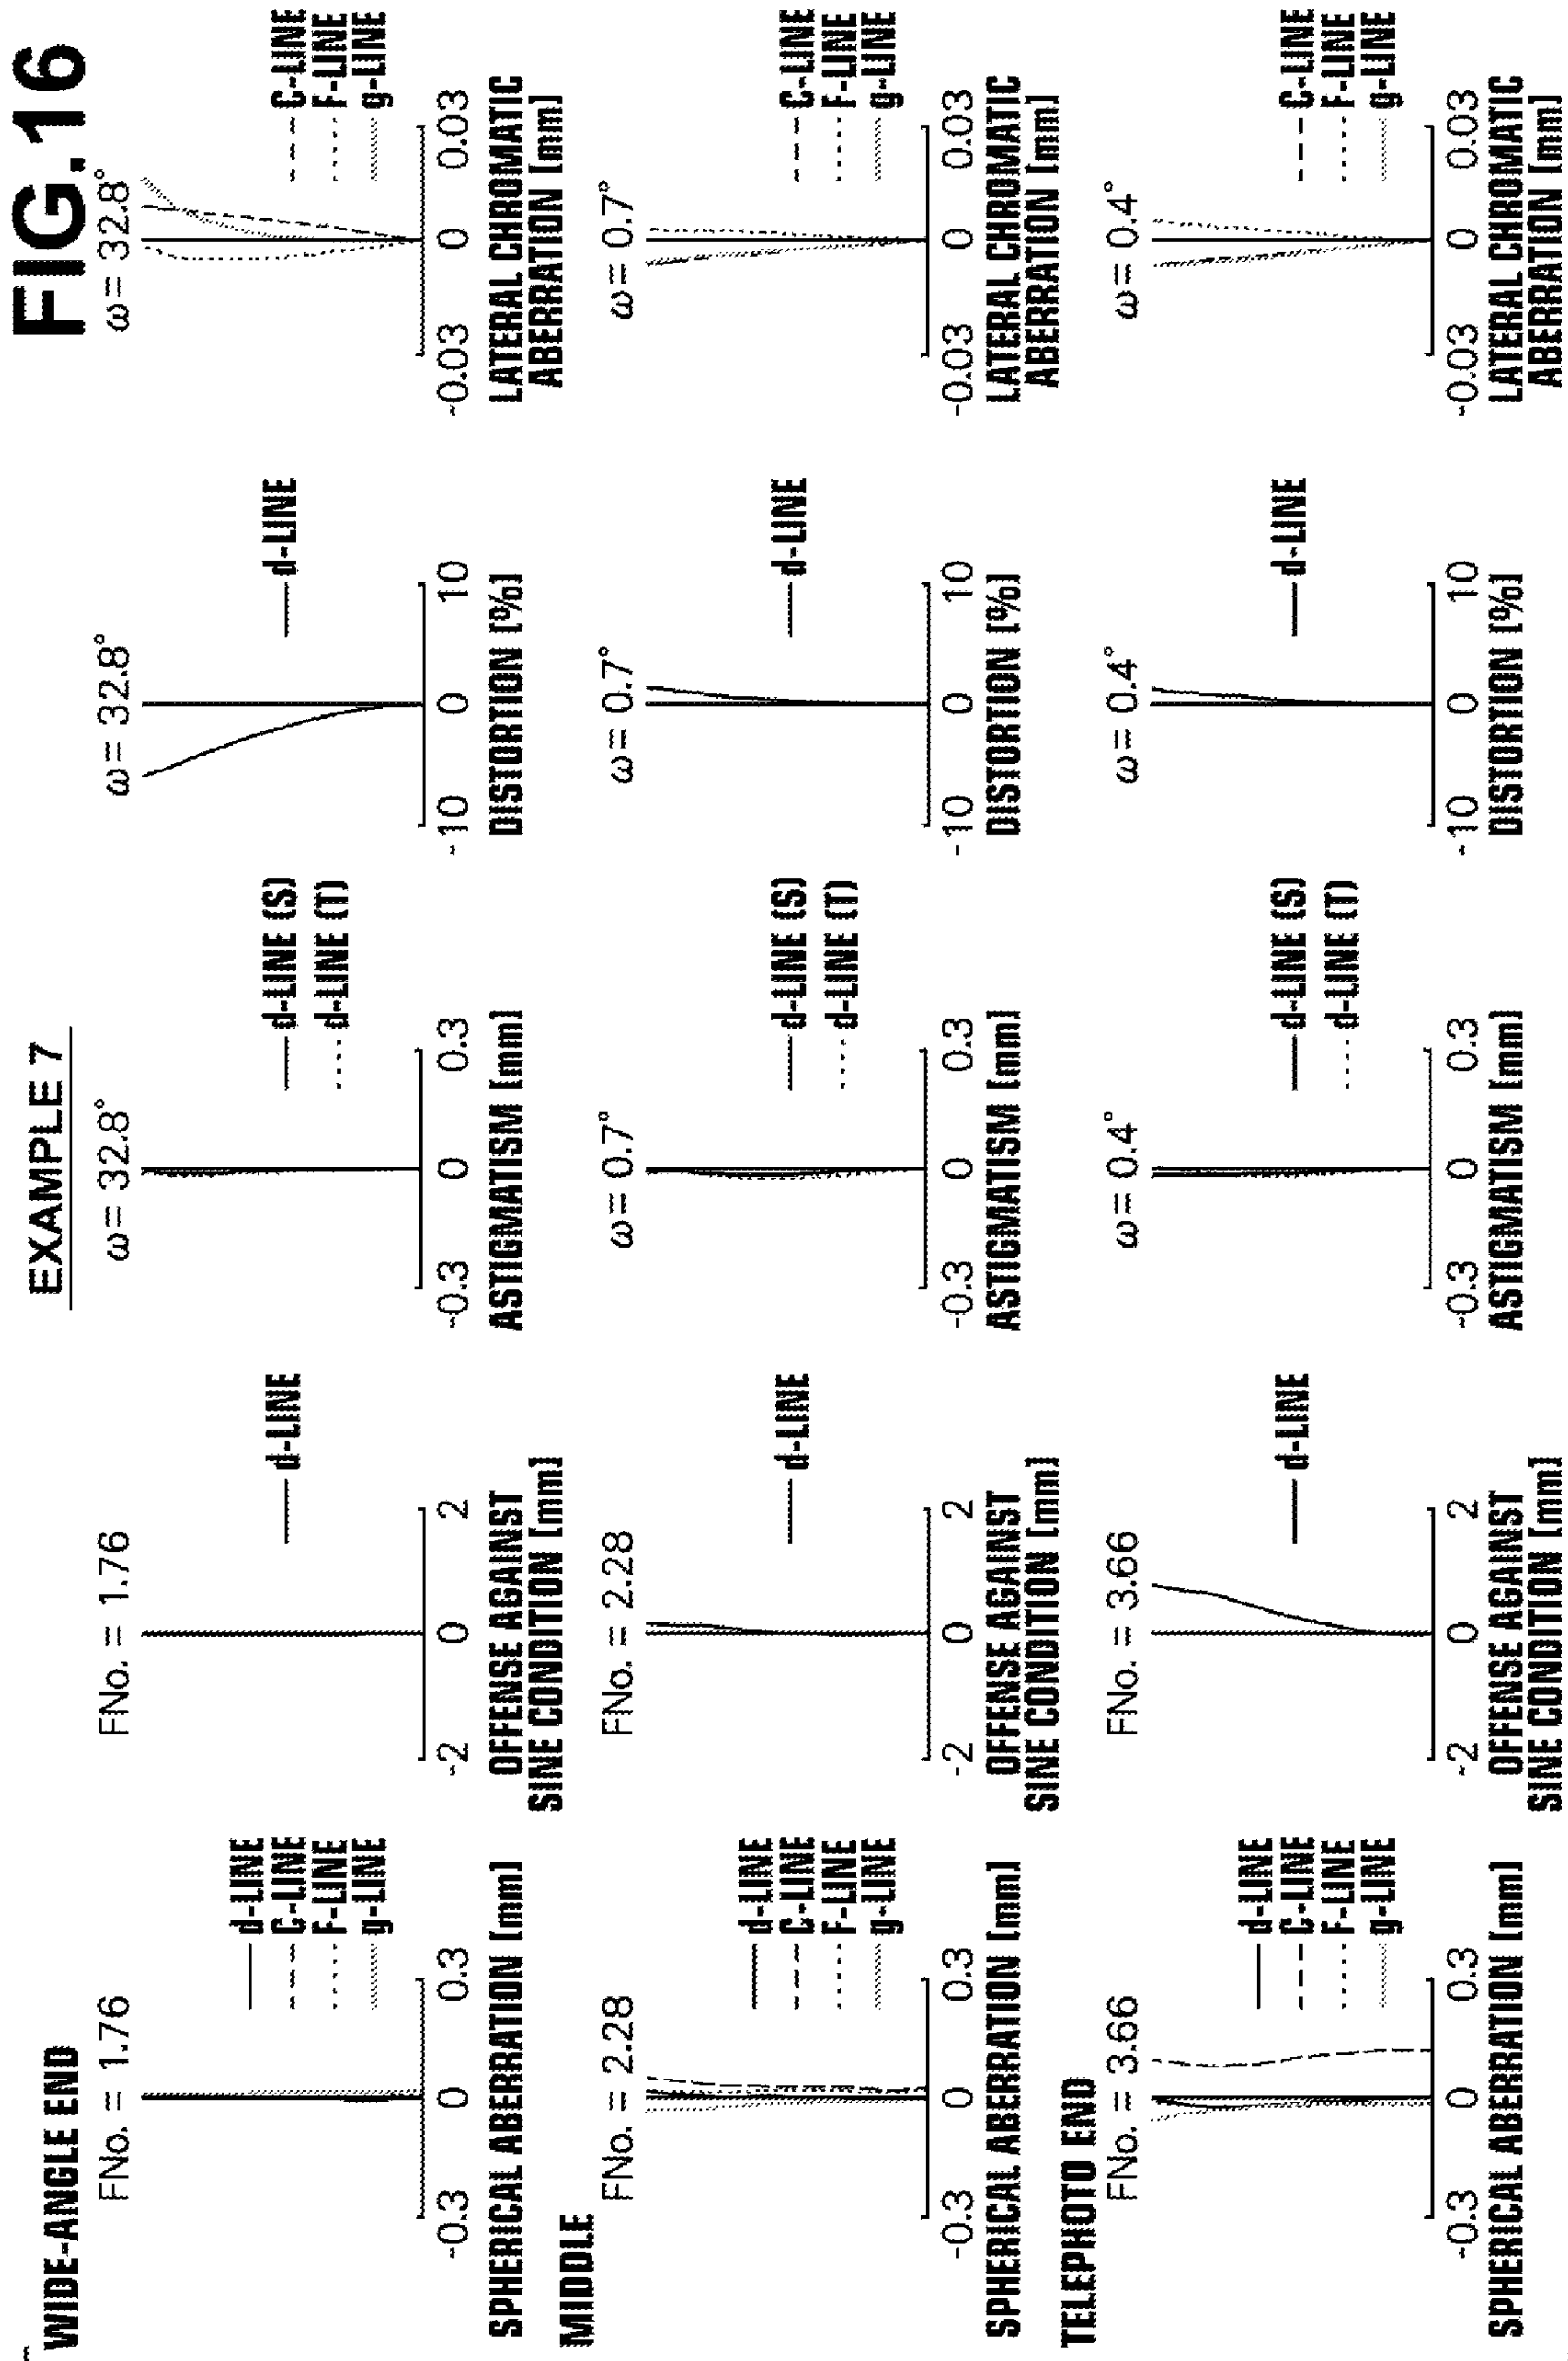 FIG.16
EXAMPLE 7
WIDE-ANGLE END
FNo. = 1.76
d-LINE
C-LINE
F-LINE
g-LINE
-0.3 0 0.3
SPHERICAL ABERRATION [mm]
FNo. = 1.76
d-LINE
-2 0 2
OFFENSE AGAINST
SINE CONDITION [mm]
ω= 32.8°
d-LINE (S)
d-LINE (T)
-0.3 0 0.3
ASTIGMATISM [mm]
ω= 32.8°
d-LINE
-10 0 10
DISTORTION [%]
ω= 32.8°
C-LINE
F-LINE
g-LINE
-0.03 0 0.03
LATERAL CHROMATIC
ABERRATION [mm]
MIDDLE
FNo. = 2.28
d-LINE
C-LINE
F-LINE
g-LINE
-0.3 0 0.3
SPHERICAL ABERRATION [mm]
FNo. = 2.28
d-LINE
-2 0 2
OFFENSE AGAINST
SINE CONDITION [mm]
ω= 0.7°
d-LINE (S)
d-LINE (T)
-0.3 0 0.3
ASTIGMATISM [mm]
ω= 0.7°
d-LINE
-10 0 10
DISTORTION [%]
ω= 0.7°
C-LINE
F-LINE
g-LINE
-0.03 0 0.03
LATERAL CHROMATIC
ABERRATION [mm]
TELEPHOTO END
FNo. = 3.66
d-LINE
C-LINE
F-LINE
g-LINE
-0.3 0 0.3
SPHERICAL ABERRATION [mm]
FNo. = 3.66
d-LINE
-2 0 2
OFFENSE AGAINST
SINE CONDITION [mm]
ω= 0.4°
d-LINE (S)
d-LINE (T)
-0.3 0 0.3
ASTIGMATISM [mm]
ω= 0.4°
d-LINE
-10 0 10
DISTORTION [%]
ω= 0.4°
C-LINE
F-LINE
g-LINE
-0.03 0 0.03
LATERAL CHROMATIC
ABERRATION [mm]